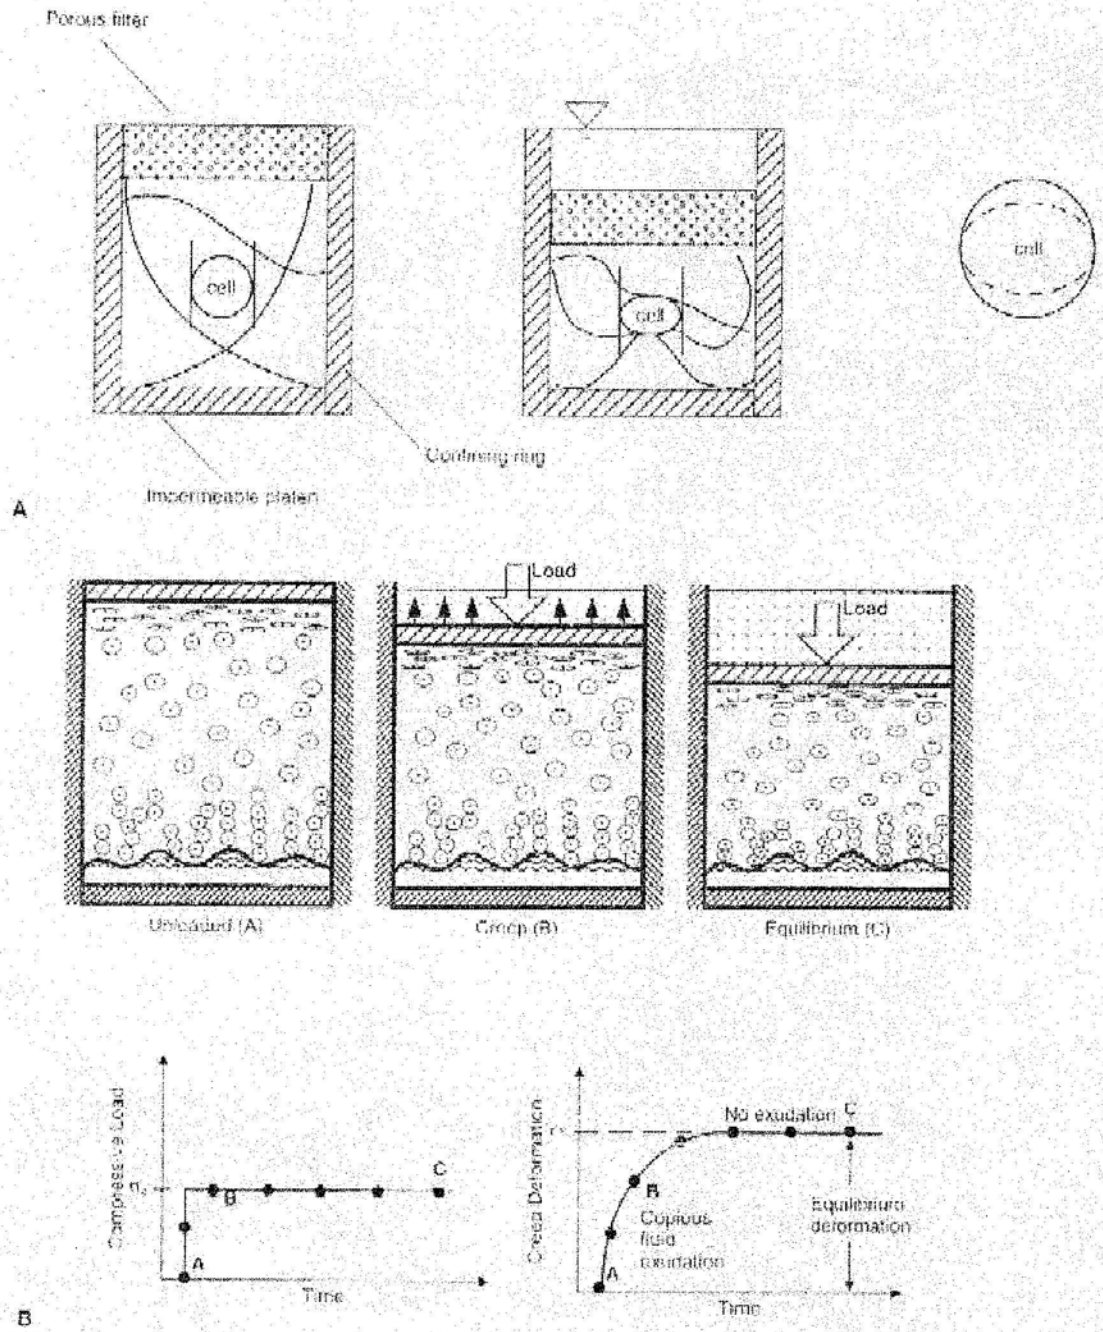 Porous filter
cell
cell
cell
Confining ring
Impermeable platen
A
Load
Load
Unloaded (A)
Creep (B)
Equilibrium (C)
Compressive Load
B
C
A
Time
Creep Deformation
No exudation
C
B
Copious
fluid
exudation
A
Equilibrium
deformation
Time
B